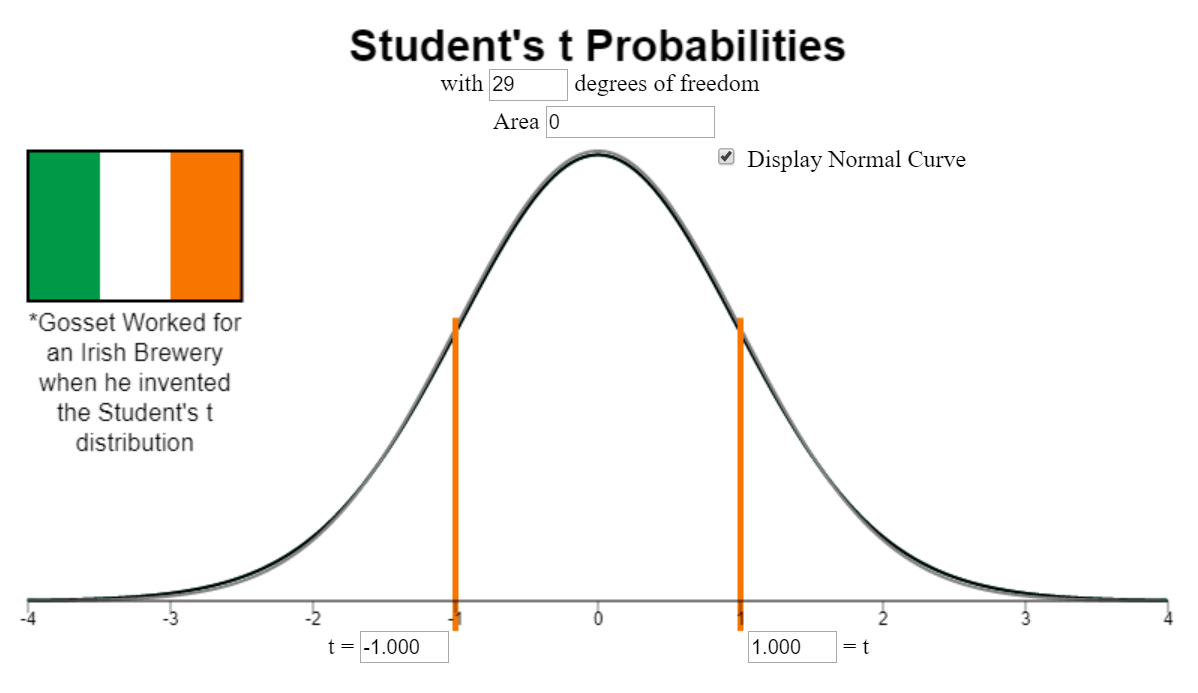 Student's t Probabilities
with 29 degrees of freedom
Area 0
Display Normal Curve
*Gosset Worked for
an Irish Brewery
when he invented
the Student's t
distribution
-4 -3 -2 -1 0 1 2 3 4
t = -1.000 1.000 = t